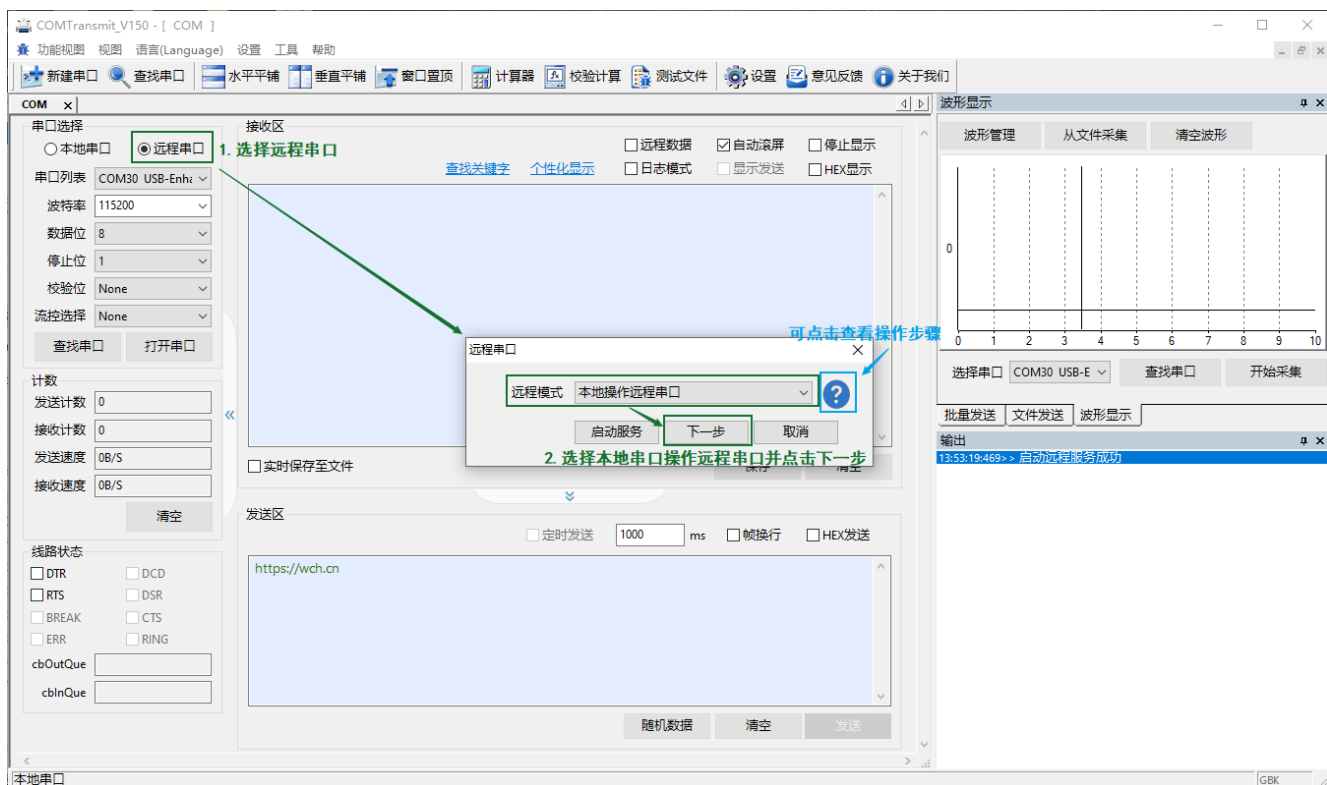 COMTransmit_V150 - [ COM ]
功能视图 视图 语言(Language) 设置 工具 帮助
新建串口 查找串口 水平平铺 垂直平铺 窗口置顶 计算器 校验计算 测试文件 设置 意见反馈 关于我们
COM x
串口选择
本地串口 远程串口
1. 选择远程串口
串口列表 COM30 USB-Enha
波特率 115200
数据位 8
停止位 1
校验位 None
流控选择 None
查找串口 打开串口
计数
发送计数 0
接收计数 0
发送速度 0B/S
接收速度 0B/S
清空
线路状态
DTR DCD
RTS DSR
BREAK CTS
ERR RING
cbOutQue
cbInQue
接收区
远程数据 自动滚屏 停止显示
查找关键字 个性化显示 日志模式 显示发送 HEX显示
可点击查看操作步骤
远程串口
远程模式 本地操作远程串口 ?
启动服务 下一步 取消
2. 选择本地串口操作远程串口并点击下一步
实时保存至文件 保存 清空
发送区
定时发送 1000 ms 帧换行 HEX发送
https://wch.cn
随机数据 清空 发送
波形显示
波形管理 从文件采集 清空波形
0
0 1 2 3 4 5 6 7 8 9 10
选择串口 COM30 USB-E 查找串口 开始采集
批量发送 文件发送 波形显示
输出
13:53:19:469>> 启动远程服务成功
本地串口 GBK